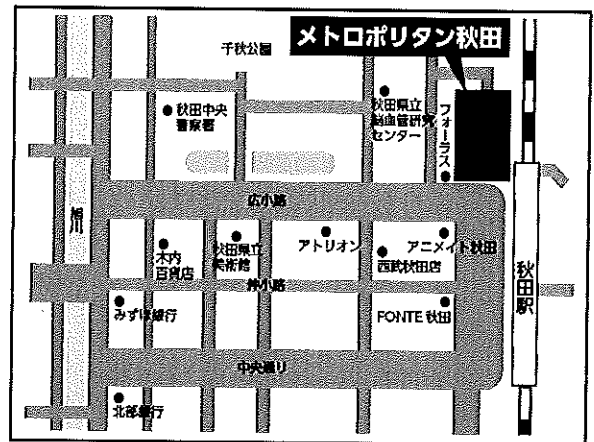 千秋公園
メトロポリタン秋田
秋田中央
警察署
秋田県立
脳血管研究
センター
フォーラス
広小路
旭川
木内
百貨店
秋田県立
美術館
アトリオン
西武秋田店
アニメイト秋田
仲小路
秋田駅
みずほ銀行
FONTE 秋田
中央通り
北都銀行